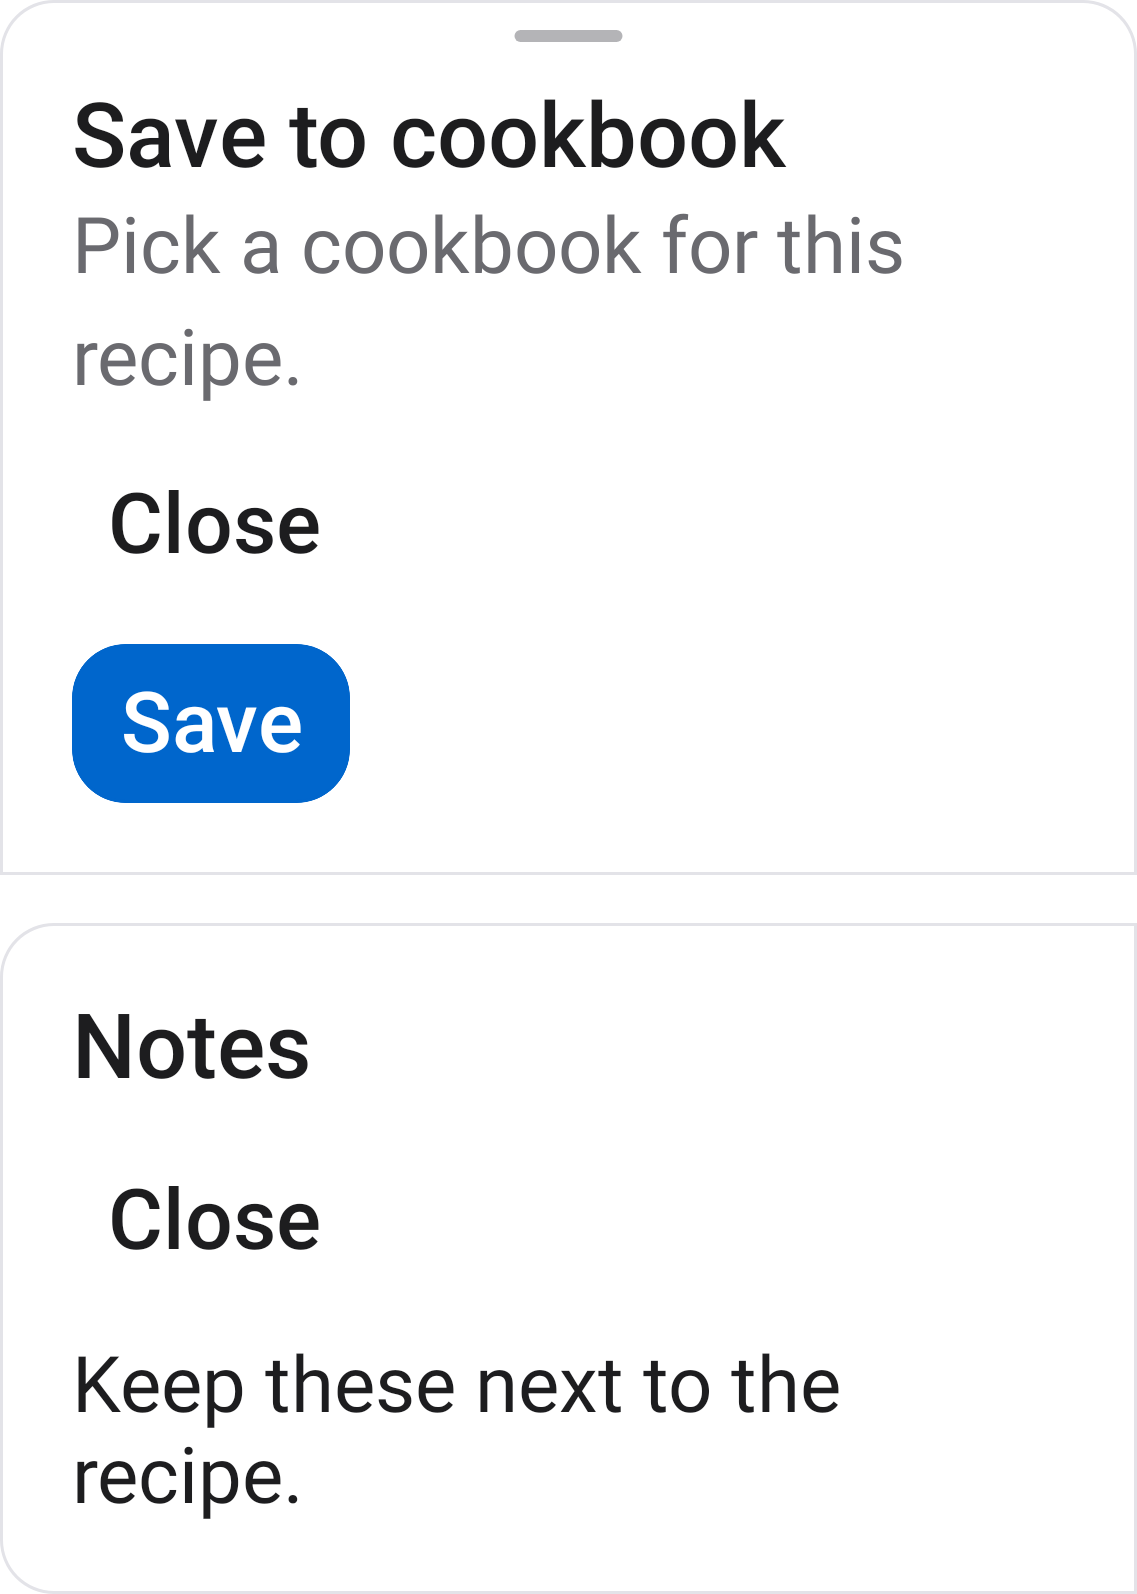 Save to cookbook
Pick a cookbook for this
recipe.
Close
Save
Notes
Close
Keep these next to the
recipe.